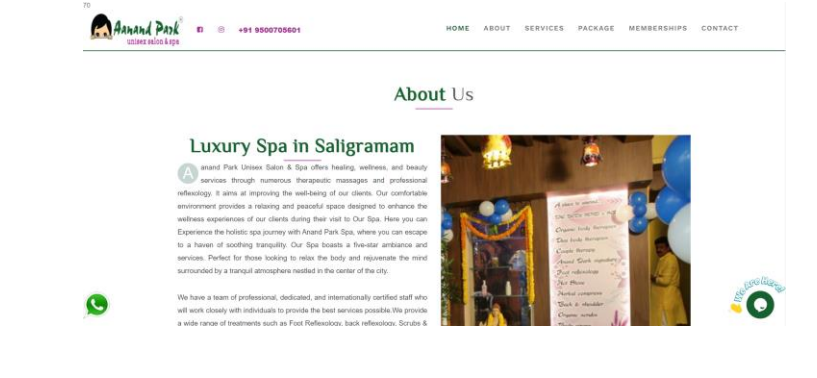 70
Aanand Park
unisex salon & spa
+91 9500705601
HOME ABOUT SERVICES PACKAGE MEMBERSHIPS CONTACT
About Us
Luxury Spa in Saligramam
Aanand Park Unisex Salon & Spa offers healing, wellness, and beauty
services through numerous therapeutic massages and professional
reflexology. It aims at improving the well-being of our clients. Our comfortable
environment provides a relaxing and peaceful space designed to enhance the
wellness experiences of our clients during their visit to Our Spa. Here you can
Experience the holistic spa journey with Anand Park Spa, where you can escape
to a haven of soothing tranquility. Our Spa boasts a five-star ambiance and
services. Perfect for those looking to relax the body and rejuvenate the mind
surrounded by a tranquil atmosphere nestled in the center of the city.
We have a team of professional, dedicated, and internationally certified staff who
will work closely with individuals to provide the best services possible.We provide
a wide range of treatments such as Foot Reflexology, back reflexology, Scrubs &
Organic body therapies
Couple therapy
Foot reflexology
Hot Stone
Herbal compress
Back & shoulder
Organic scrubs
We Are Here!